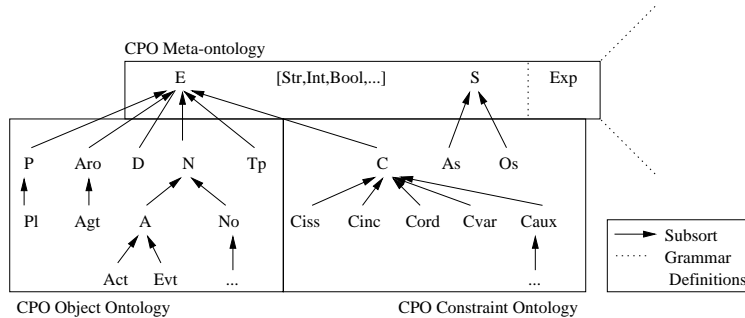 CPO Meta-ontology
E [Str,Int,Bool,...] S Exp
P Aro D N Tp C As Os
Pl Agt A No Ciss Cinc Cord Cvar Caux
Subsort
Grammar
Act Evt ... ...
Definitions
CPO Object Ontology CPO Constraint Ontology